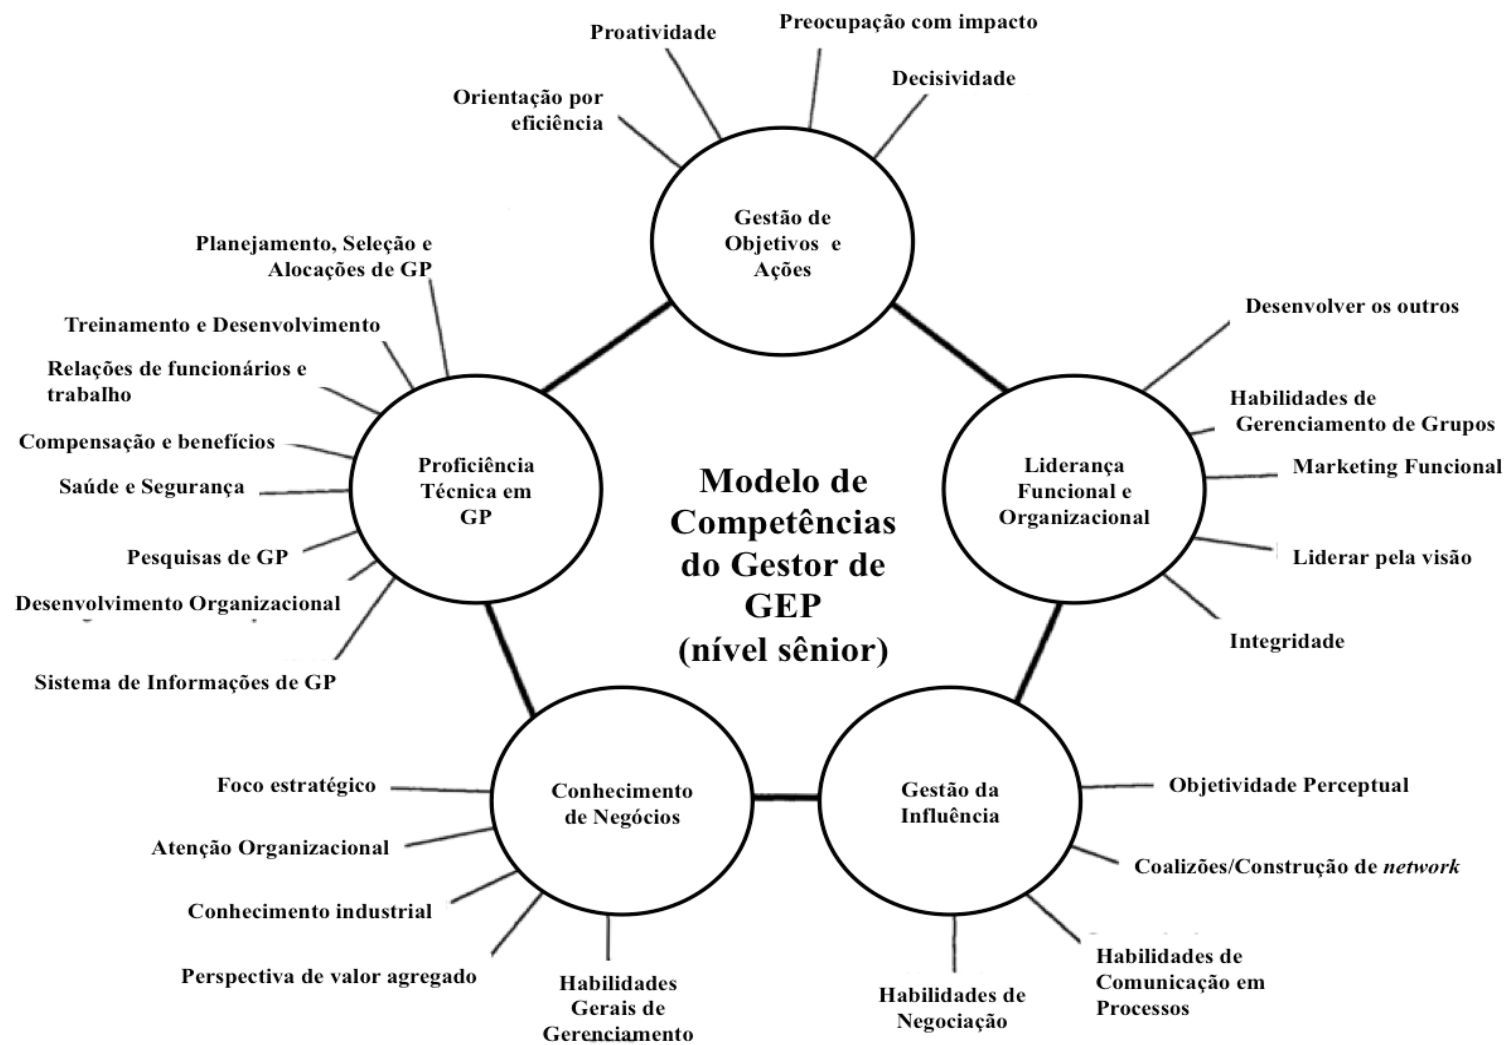 Preocupação com impacto
Proatividade
Decisividade
Orientação por
eficiência
Gestão de
Objetivos e
Ações
Planejamento, Seleção e
Alocações de GP
Treinamento e Desenvolvimento
Relações de funcionários e
trabalho
Compensação e benefícios
Saúde e Segurança
Pesquisas de GP
Desenvolvimento Organizacional
Sistema de Informações de GP
Proficiência
Técnica em
GP
Modelo de
Competências
do Gestor de
GEP
(nível sênior)
Liderança
Funcional e
Organizacional
Desenvolver os outros
Habilidades de
Gerenciamento de Grupos
Marketing Funcional
Liderar pela visão
Integridade
Foco estratégico
Atenção Organizacional
Conhecimento industrial
Perspectiva de valor agregado
Habilidades
Gerais de
Gerenciamento
Conhecimento
de Negócios
Gestão da
Influência
Objetividade Perceptual
Coalizões/Construção de network
Habilidades de
Comunicação em
Processos
Habilidades de
Negociação